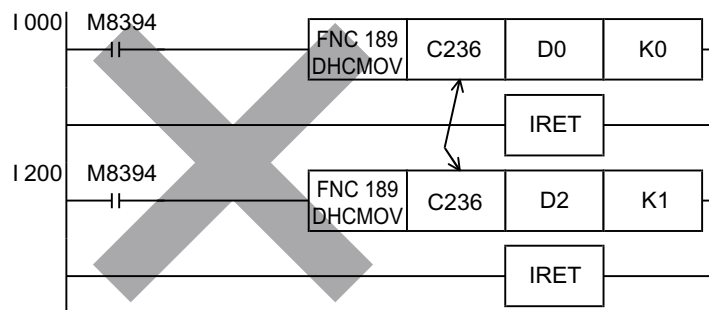 I 000 M8394 FNC 189 DHCMOV C236 D0 K0
IRET
I 200 M8394 FNC 189 DHCMOV C236 D2 K1
IRET